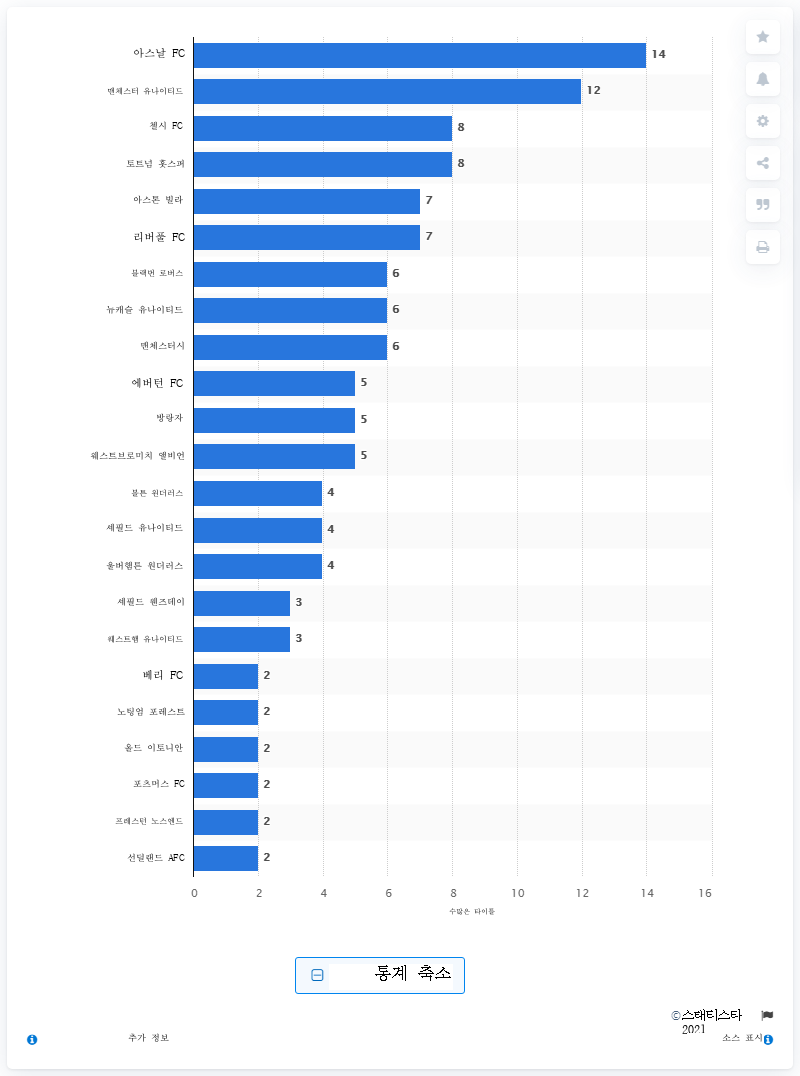 아스날 FC 14
맨체스터 유나이티드 12
첼시 FC 8
토트넘 홋스퍼 8
아스톤 빌라 7
리버풀 FC 7
블랙번 로버스 6
뉴캐슬 유나이티드 6
맨체스터시 6
에버턴 FC 5
방랑자 5
웨스트브로미치 앨비언 5
볼튼 원더러스 4
셰필드 유나이티드 4
울버햄튼 원더러스 4
셰필드 웬즈데이 3
웨스트햄 유나이티드 3
베리 FC 2
노팅엄 포레스트 2
올드 이토니안 2
포츠머스 FC 2
프레스턴 노스엔드 2
선덜랜드 AFC 2
0 2 4 6 8 10 12 14 16
수많은 타이틀
통계 축소
©스태티스타
2021
추가 정보
소스 표시